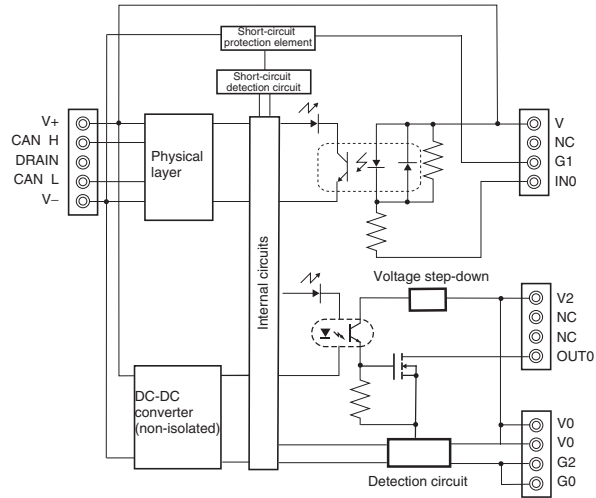 Short-circuit
protection element
Short-circuit
detection circuit
V+
CAN H
DRAIN
CAN L
V−
Physical
layer
Internal circuits
V
NC
G1
IN0
Voltage step-down
V2
NC
NC
OUT0
DC-DC
converter
(non-isolated)
Detection circuit
V0
V0
G2
G0